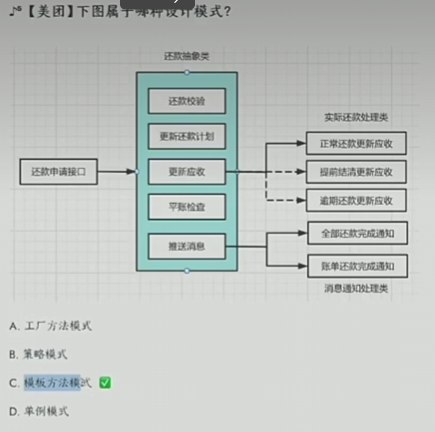 【美团】下图属于哪种设计模式?
还款抽象类
还款校验
更新还款计划
更新应收
平账检查
推送消息
还款申请接口
实际还款处理类
正常还款更新应收
提前结清更新应收
逾期还款更新应收
全部还款完成通知
账单还款完成通知
消息通知处理类
A. 工厂方法模式
B. 策略模式
C. 模板方法模式 ✅
D. 单例模式